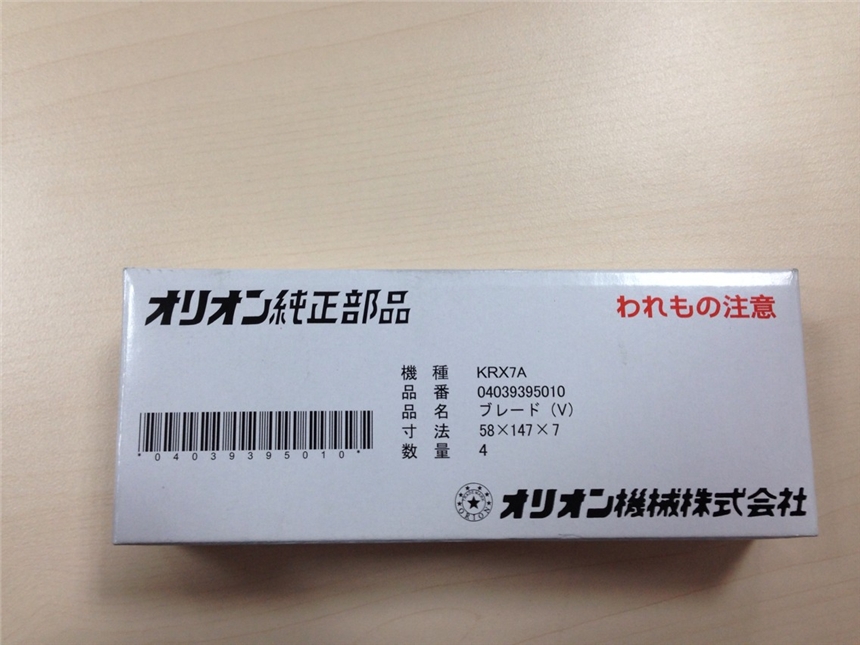 オリオン純正部品
われもの注意
機種 KRX7A
品番 04039395010
品名 ブレード(V)
寸法 58×147×7
数量 4
*04039395010*
オリオン機械株式会社
ORION